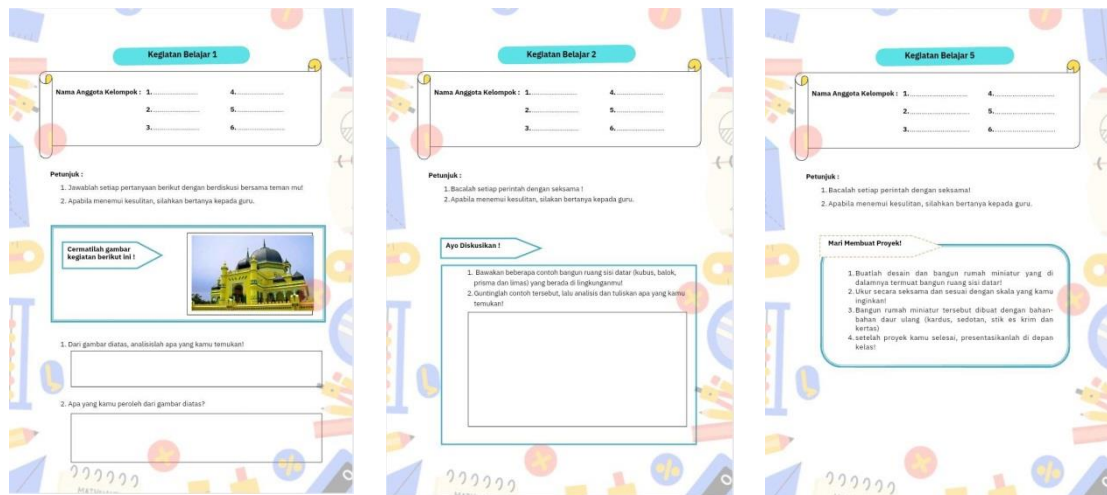 Kegiatan Belajar 1
Nama Anggota Kelompok : 1.................... 4....................
2.................... 5....................
3.................... 6....................
Petunjuk :
1. Jawablah setiap pertanyaan berikut dengan berdiskusi bersama teman mu!
2. Apabila menemui kesulitan, silahkan bertanya kepada guru.
Cermatilah gambar
kegiatan berikut ini !
1. Dari gambar diatas, analisislah apa yang kamu temukan!
2. Apa yang kamu peroleh dari gambar diatas?
Kegiatan Belajar 2
Nama Anggota Kelompok : 1.................... 4....................
2.................... 5....................
3.................... 6....................
Petunjuk :
1. Bacalah setiap perintah dengan seksama !
2. Apabila menemui kesulitan, silakan bertanya kepada guru.
Ayo Diskusikan !
1. Bawakan beberapa contoh bangun ruang sisi datar (kubus, balok,
prisma dan limas) yang berada di lingkunganmu!
2. Guntinglah contoh tersebut, lalu analisis dan tuliskan apa yang kamu
temukan!
Kegiatan Belajar 5
Nama Anggota Kelompok : 1.................... 4....................
2.................... 5....................
3.................... 6....................
Petunjuk :
1. Bacalah setiap perintah dengan seksama!
2. Apabila menemui kesulitan, silahkan bertanya kepada guru.
Mari Membuat Proyek!
1. Buatlah desain dan bangun rumah miniatur yang di
dalamnya termuat bangun ruang sisi datar!
2. Ukur secara seksama dan sesuai dengan skala yang kamu
inginkan!
3. Bangun rumah miniatur tersebut dibuat dengan bahan-
bahan daur ulang (kardus, sedotan, stik es krim dan
kertas)
4. setelah proyek kamu selesai, presentasikanlah di depan
kelas!